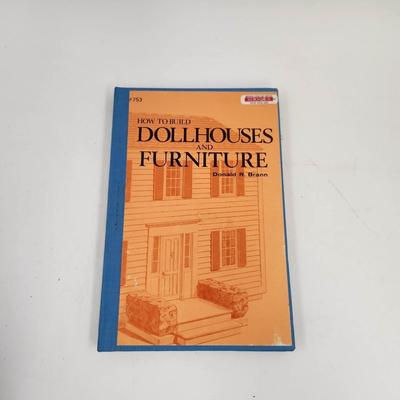 #753
HOW TO BUILD
DOLLHOUSES
AND
FURNITURE
Donald R. Brann